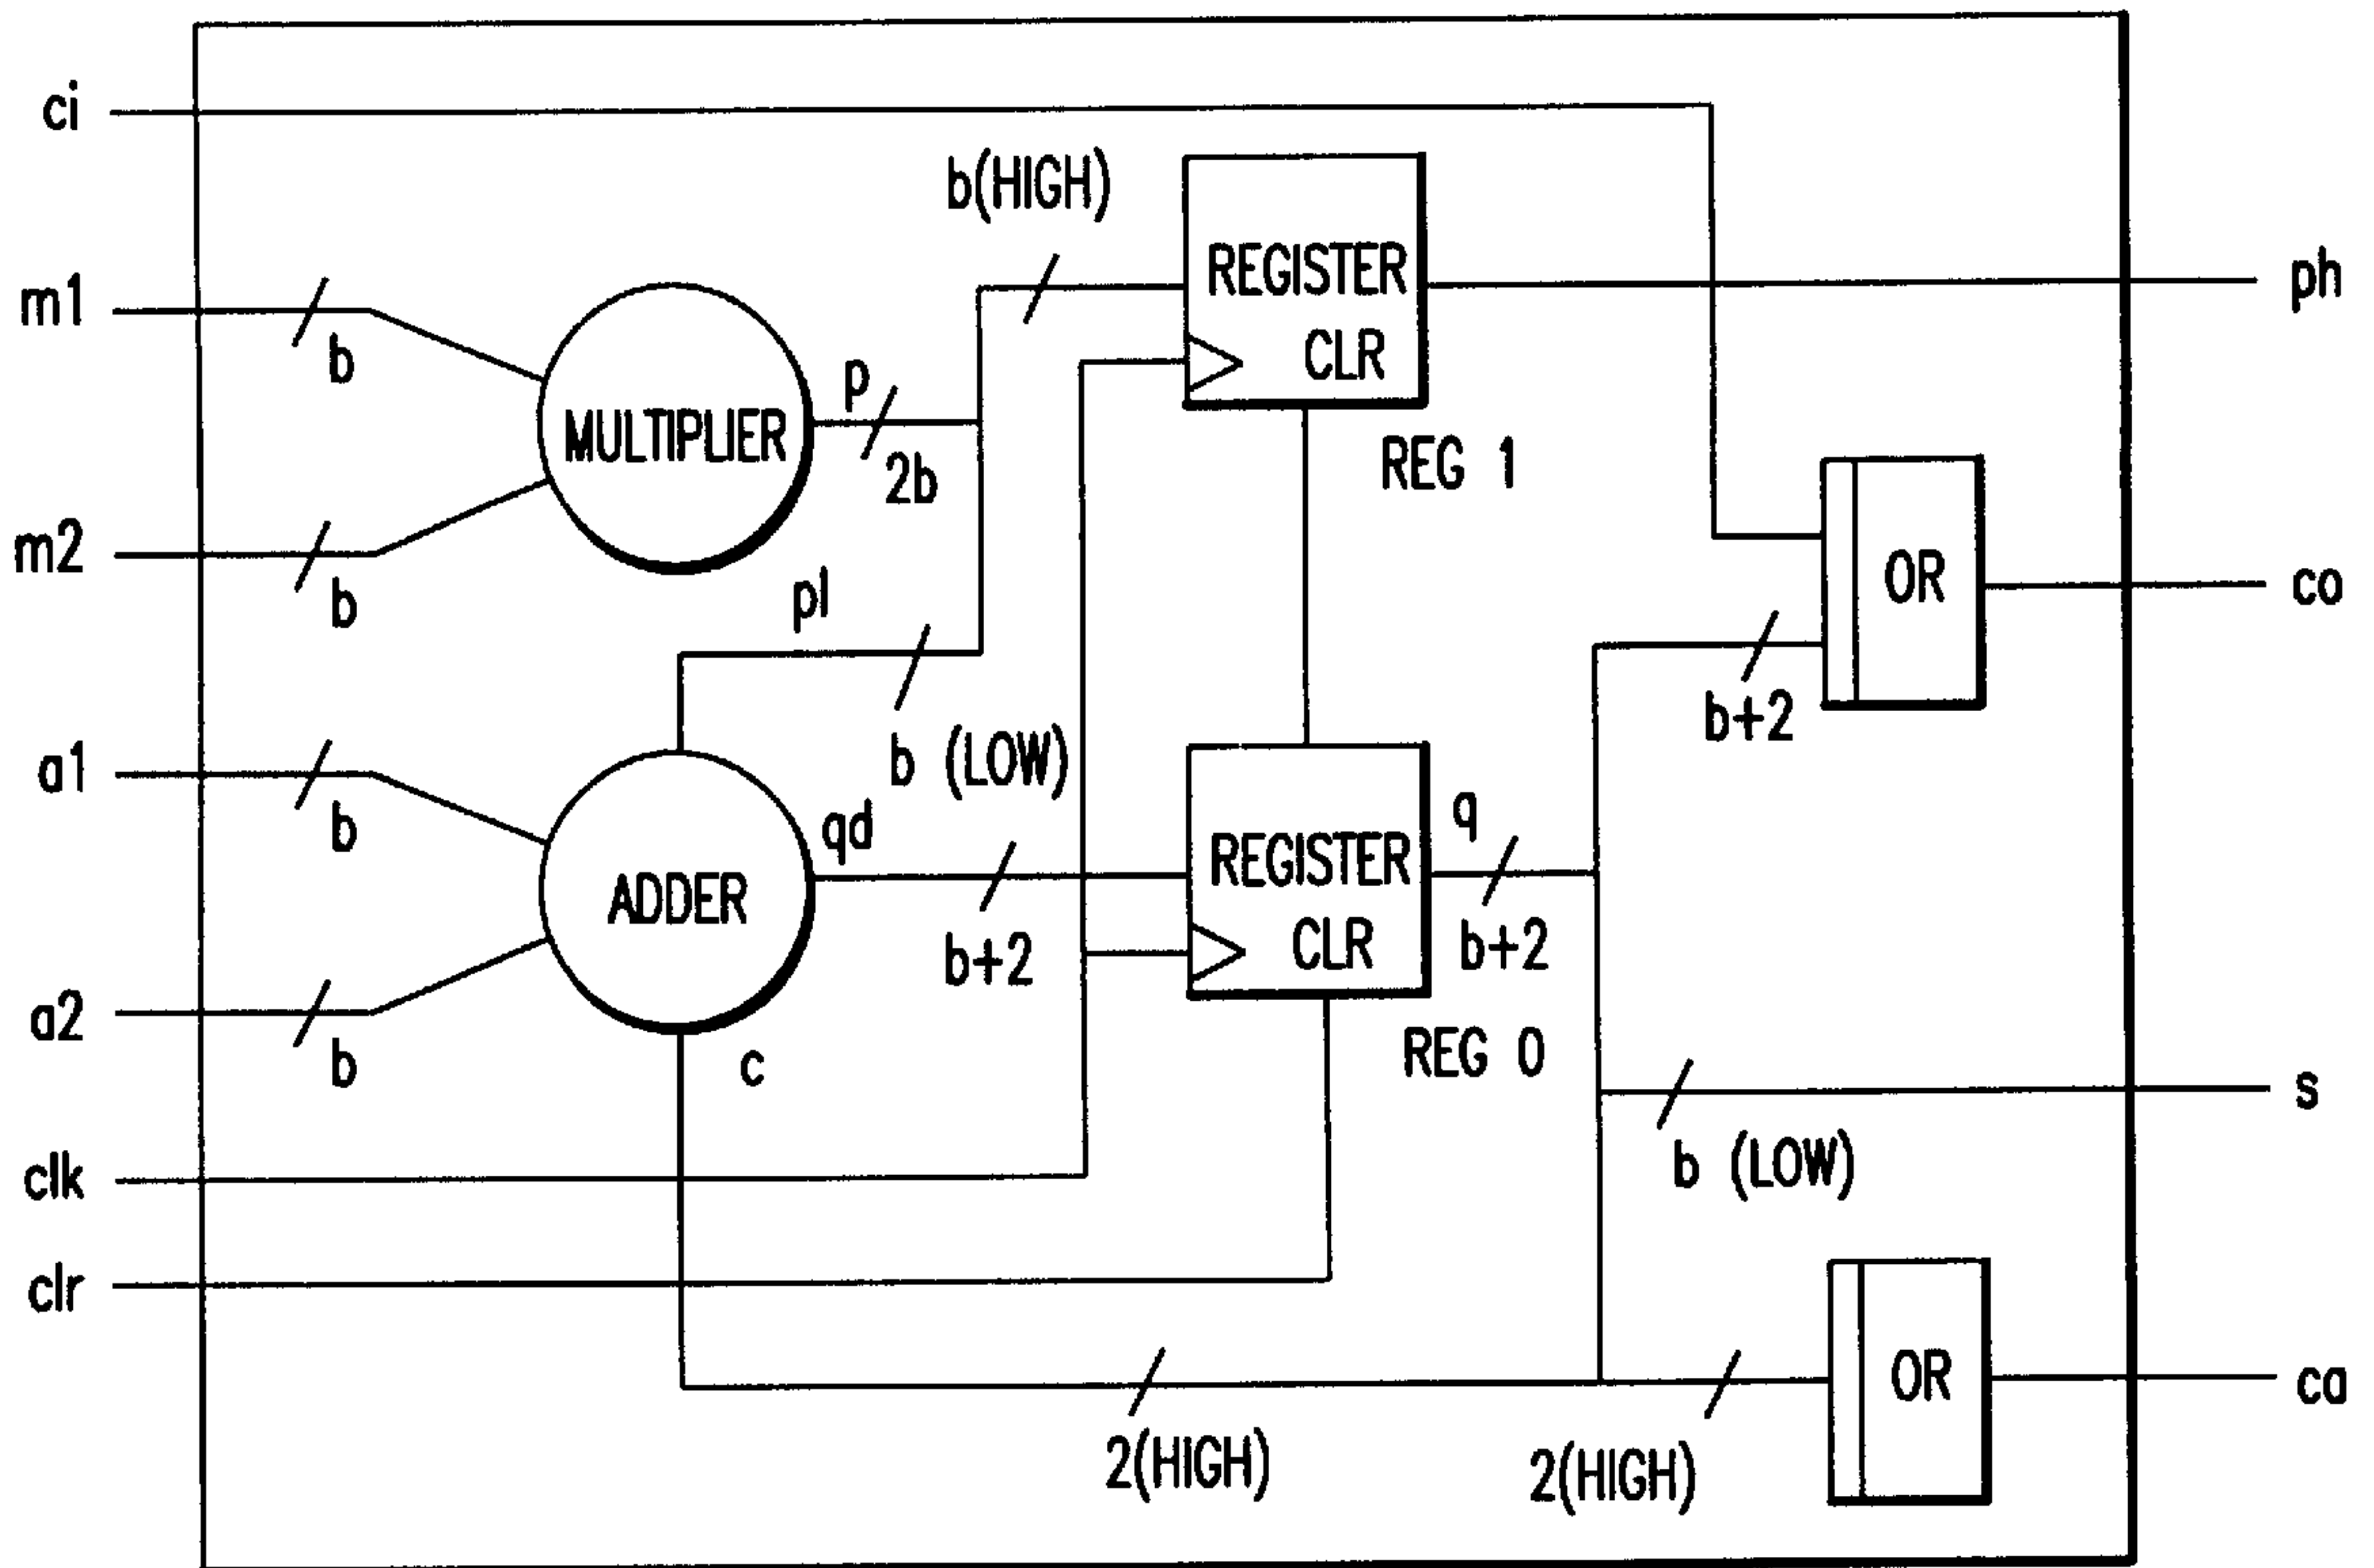 ci
b(HIGH)
REGISTER
CLR
REG 1
ph
m1
b
MULTIPLIER
p
2b
m2
b
pl
b (LOW)
OR
co
b+2
a1
b
ADDER
qd
b+2
REGISTER
CLR
REG 0
q
b+2
a2
b
c
s
b (LOW)
clk
clr
2(HIGH)
2(HIGH)
OR
ca